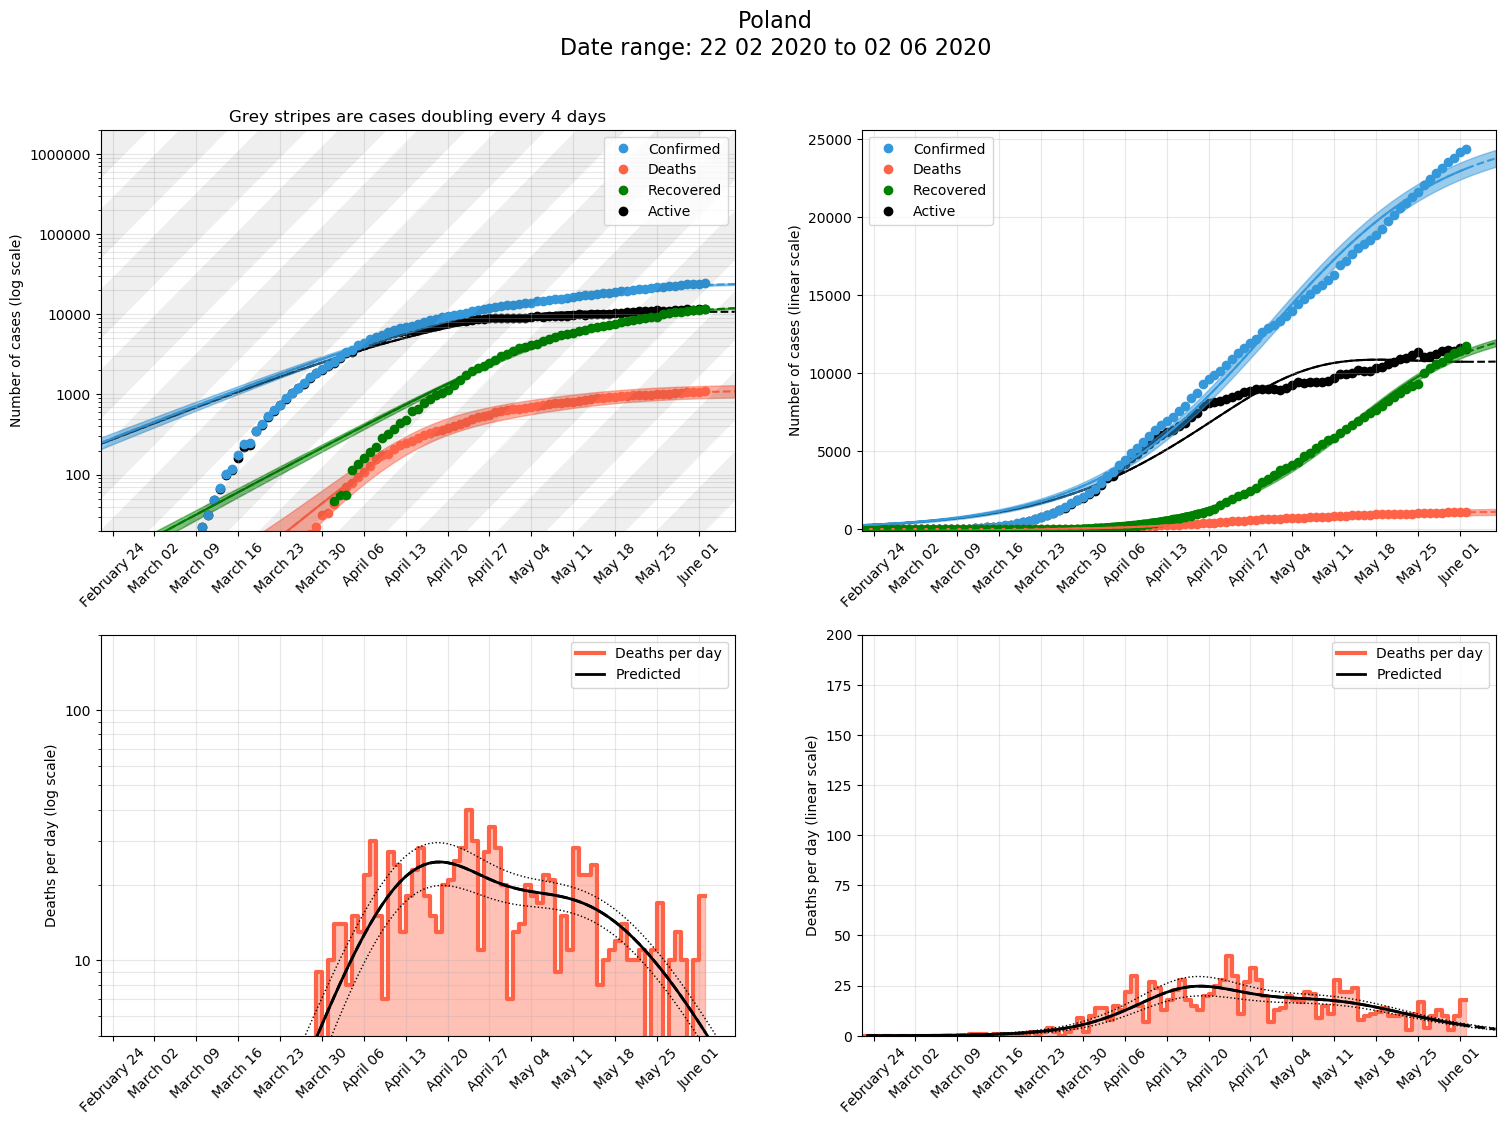 Poland
Date range: 22 02 2020 to 02 06 2020
Grey stripes are cases doubling every 4 days
Number of cases (log scale)
1000000
100000
10000
1000
100
Confirmed
Deaths
Recovered
Active
February 24
March 02
March 09
March 16
March 23
March 30
April 06
April 13
April 20
April 27
May 04
May 11
May 18
May 25
June 01
Number of cases (linear scale)
25000
20000
15000
10000
5000
0
Confirmed
Deaths
Recovered
Active
February 24
March 02
March 09
March 16
March 23
March 30
April 06
April 13
April 20
April 27
May 04
May 11
May 18
May 25
June 01
Deaths per day (log scale)
100
10
Deaths per day
Predicted
February 24
March 02
March 09
March 16
March 23
March 30
April 06
April 13
April 20
April 27
May 04
May 11
May 18
May 25
June 01
Deaths per day (linear scale)
200
175
150
125
100
75
50
25
0
Deaths per day
Predicted
February 24
March 02
March 09
March 16
March 23
March 30
April 06
April 13
April 20
April 27
May 04
May 11
May 18
May 25
June 01